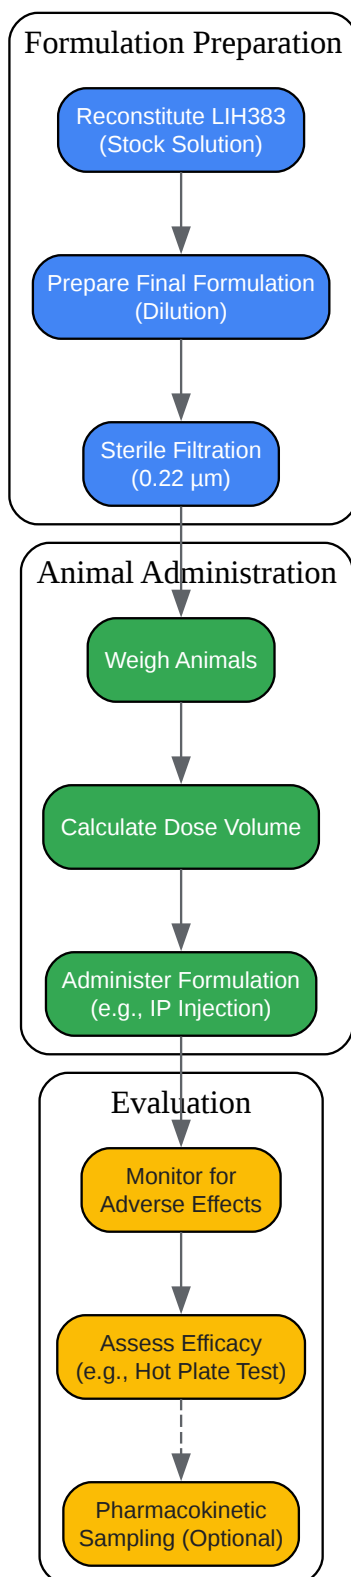 Formulation Preparation
Reconstitute LIH383
(Stock Solution)
Prepare Final Formulation
(Dilution)
Sterile Filtration
(0.22 µm)
Animal Administration
Weigh Animals
Calculate Dose Volume
Administer Formulation
(e.g., IP Injection)
Evaluation
Monitor for
Adverse Effects
Assess Efficacy
(e.g., Hot Plate Test)
Pharmacokinetic
Sampling (Optional)